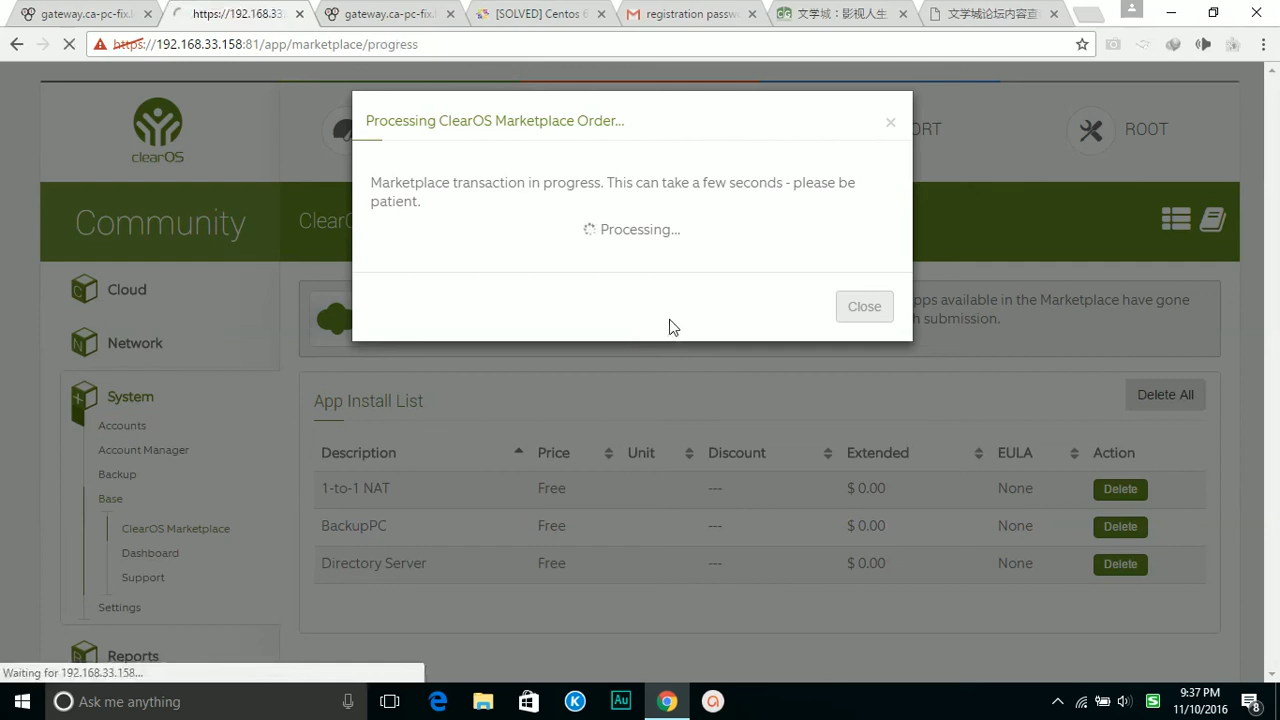 gateway.ca-pc-fix.l
https://192.168.33
gateway.ca-pc-fix.l
[SOLVED] Centos 6
registration passw
文学城：影视人生
文学城论坛内容直
https://192.168.33.158:81/app/marketplace/progress
clearOS
ORT
ROOT
Community
ClearO
Processing ClearOS Marketplace Order...
×
Marketplace transaction in progress. This can take a few seconds - please be
patient.
Processing...
Close
pps available in the Marketplace have gone
h submission.
Cloud
Network
System
Accounts
Account Manager
Backup
Base
ClearOS Marketplace
Dashboard
Support
Settings
Reports
App Install List
Delete All
Description Price Unit Discount Extended EULA Action
1-to-1 NAT Free --- $ 0.00 None Delete
BackupPC Free --- $ 0.00 None Delete
Directory Server Free --- $ 0.00 None Delete
Waiting for 192.168.33.158...
Ask me anything
Au
9:37 PM
11/10/2016
8